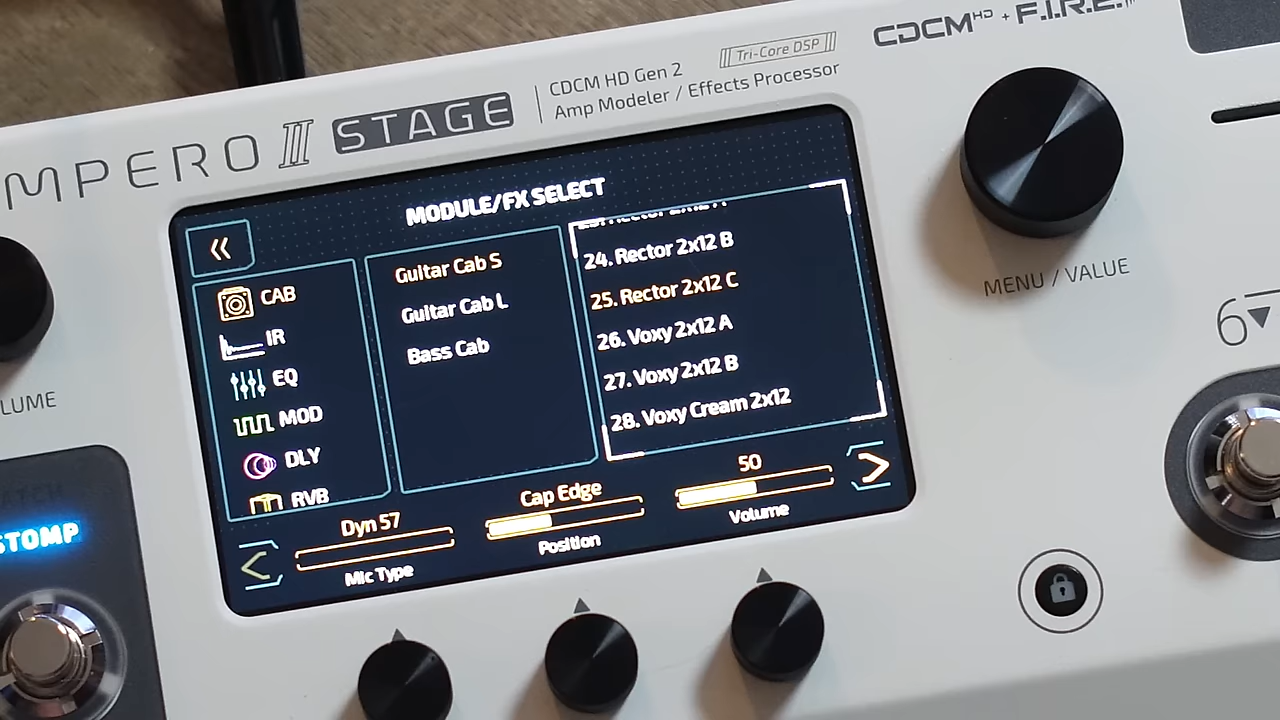 MPERO II STAGE
CDCM HD Gen 2
Amp Modeler / Effects Processor
Tri-Core DSP
CDCM HD + F.I.R.E.
MODULE/FX SELECT
CAB
IR
EQ
MOD
DLY
RVB
Guitar Cab S
Guitar Cab L
Bass Cab
24. Rector 2x12 B
25. Rector 2x12 C
26. Voxy 2x12 A
27. Voxy 2x12 B
28. Voxy Cream 2x12
Dyn 57
Mic Type
Cap Edge
Position
50
Volume
MENU / VALUE
6
LUME
STOMP